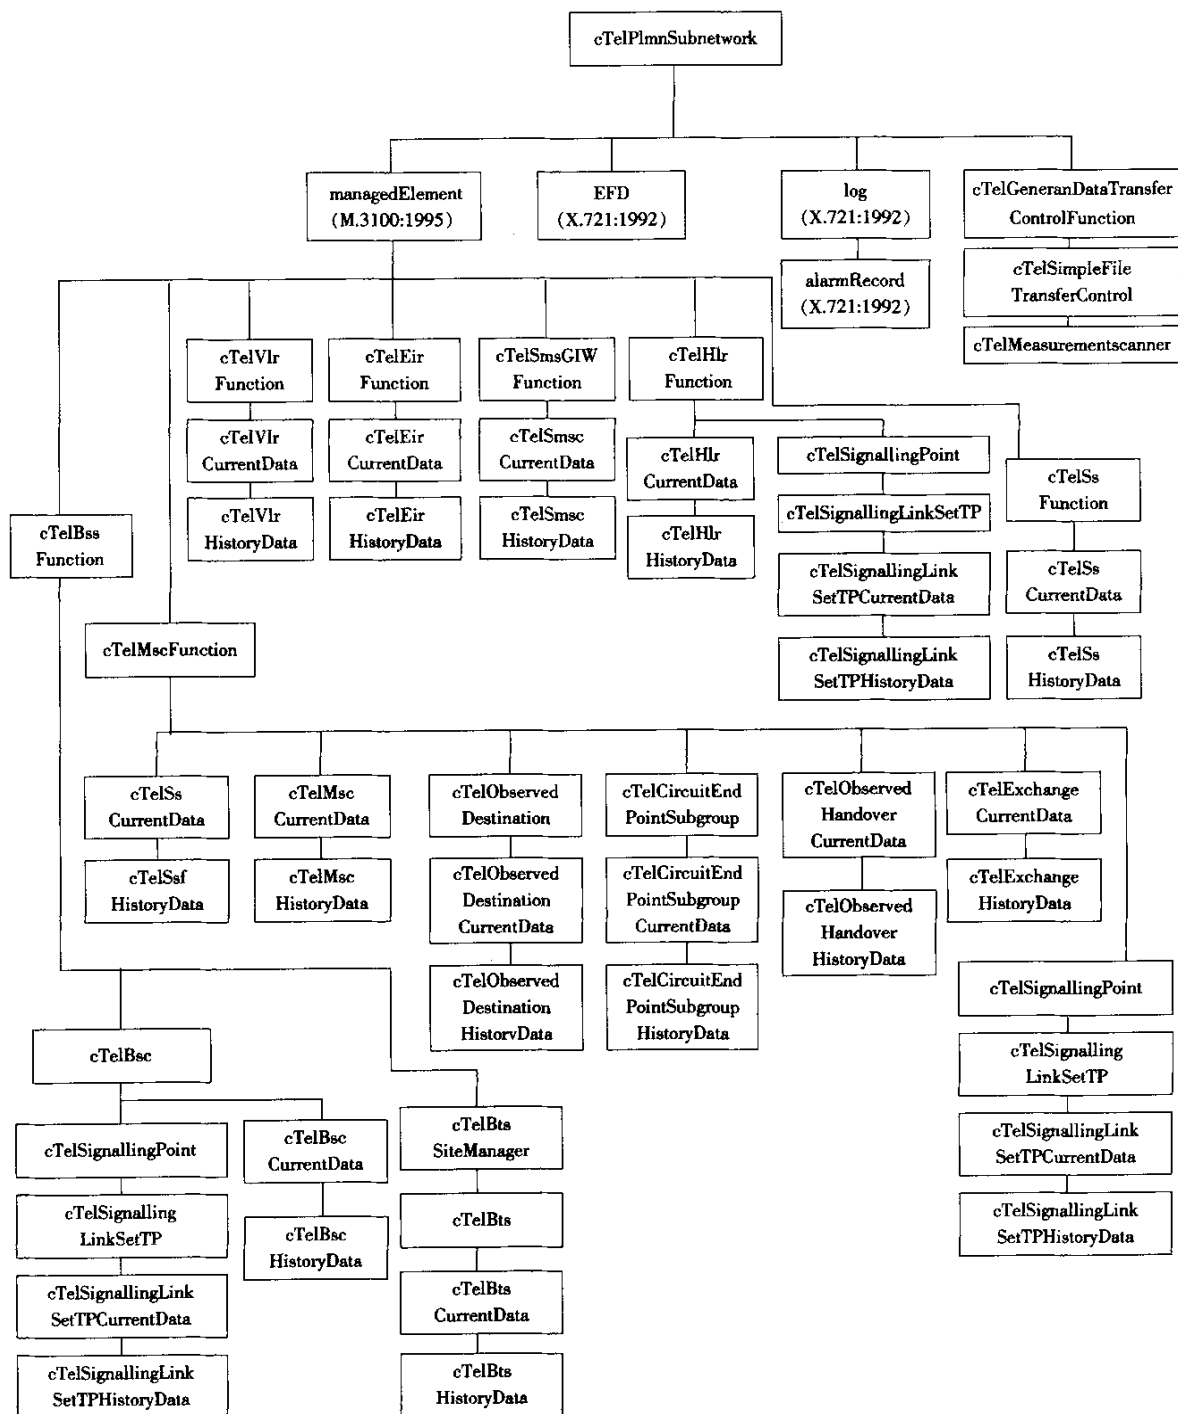 cTelPlmnSubnetwork
managedElement
(M.3100:1995)
EFD
(X.721:1992)
log
(X.721:1992)
cTelGeneranDataTransfer
ControlFunction
alarmRecord
(X.721:1992)
cTelSimpleFile
TransferControl
cTelMeasurementscanner
cTelVlr
Function
cTelEir
Function
cTelSmsGIW
Function
cTelHlr
Function
cTelVlr
CurrentData
cTelEir
CurrentData
cTelSmsc
CurrentData
cTelHlr
CurrentData
cTelSignallingPoint
cTelSs
Function
cTelVlr
HistoryData
cTelEir
HistoryData
cTelSmsc
HistoryData
cTelHlr
HistoryData
cTelSignallingLinkSetTP
cTelBss
Function
cTelSignallingLink
SetTPCurrentData
cTelSs
CurrentData
cTelMscFunction
cTelSignallingLink
SetTPHistoryData
cTelSs
HistoryData
cTelSs
CurrentData
cTelMsc
CurrentData
cTelObserved
Destination
cTelCircuitEnd
PointSubgroup
cTelObserved
Handover
CurrentData
cTelExchange
CurrentData
cTelSsf
HistoryData
cTelMsc
HistoryData
cTelObserved
Destination
CurrentData
cTelCircuitEnd
PointSubgroup
CurrentData
cTelObserved
Handover
HistoryData
cTelExchange
HistoryData
cTelObserved
Destination
HistorvData
cTelCircuitEnd
PointSubgroup
HistoryData
cTelSignallingPoint
cTelBsc
cTelSignalling
LinkSetTP
cTelSignallingPoint
cTelBsc
CurrentData
cTelBts
SiteManager
cTelSignallingLink
SetTPCurrentData
cTelSignalling
LinkSetTP
cTelBsc
HistoryData
cTelBts
cTelSignallingLink
SetTPHistoryData
cTelSignallingLink
SetTPCurrentData
cTelBts
CurrentData
cTelSignallingLink
SetTPHistoryData
cTelBts
HistoryData